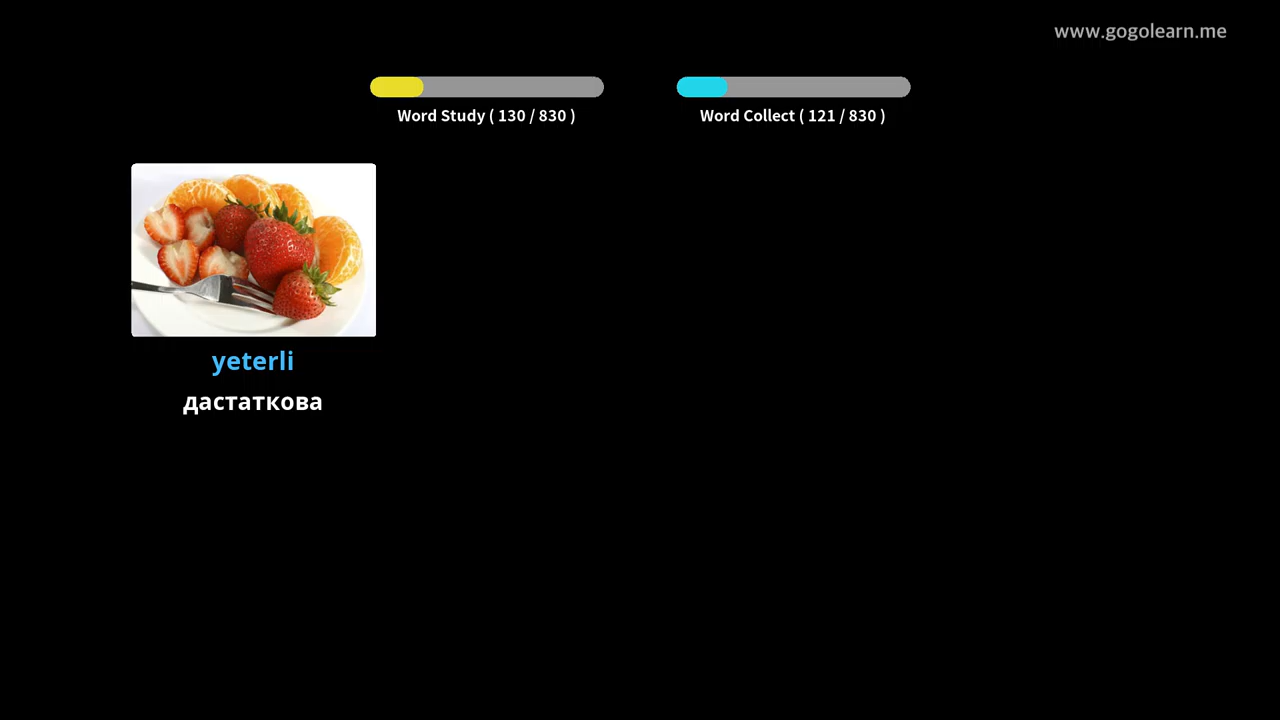 www.gogolearn.me
Word Study ( 130 / 830 )
Word Collect ( 121 / 830 )
yeterli
дастаткова